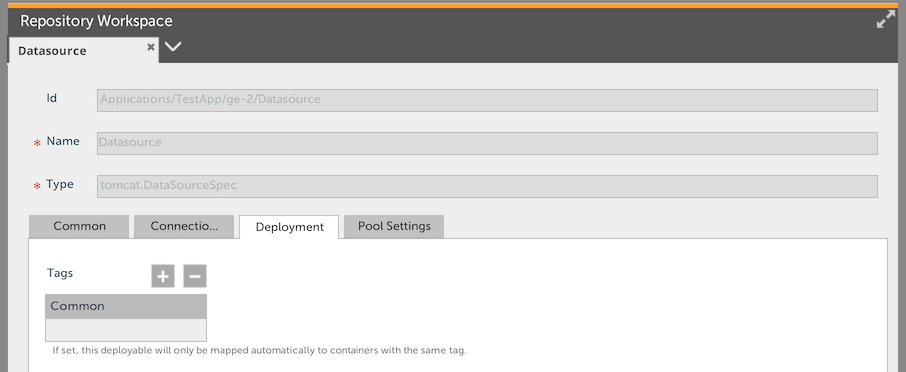 Repository Workspace
Datasource
Id Applications/TestApp/ge-2/Datasource
* Name Datasource
* Type tomcat.DataSourceSpec
Common Connectio... Deployment Pool Settings
Tags
Common
If set, this deployable will only be mapped automatically to containers with the same tag.